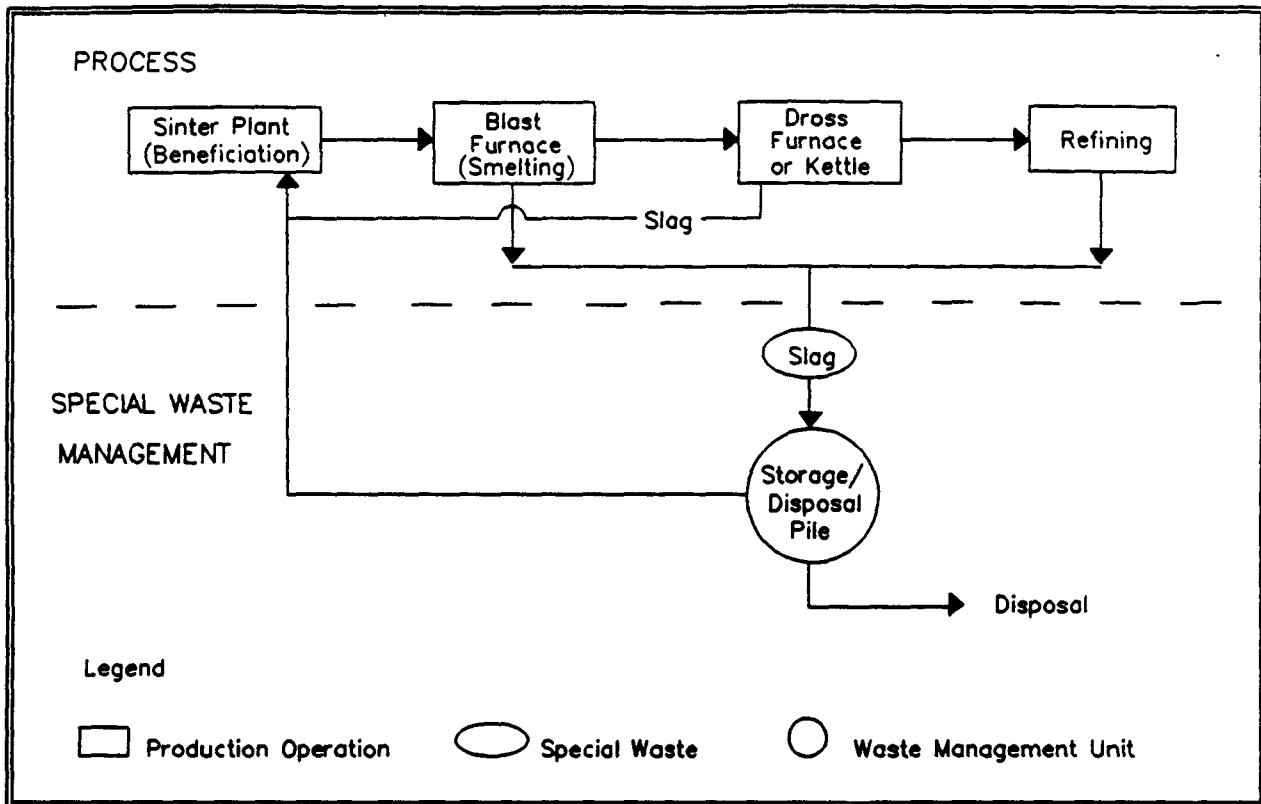 PROCESS
Sinter Plant
(Beneficiation)
Blast
Furnace
(Smelting)
Dross
Furnace
or Kettle
Refining
Slag
Slag
SPECIAL WASTE
MANAGEMENT
Storage/
Disposal
Pile
Disposal
Legend
Production Operation
Special Waste
Waste Management Unit